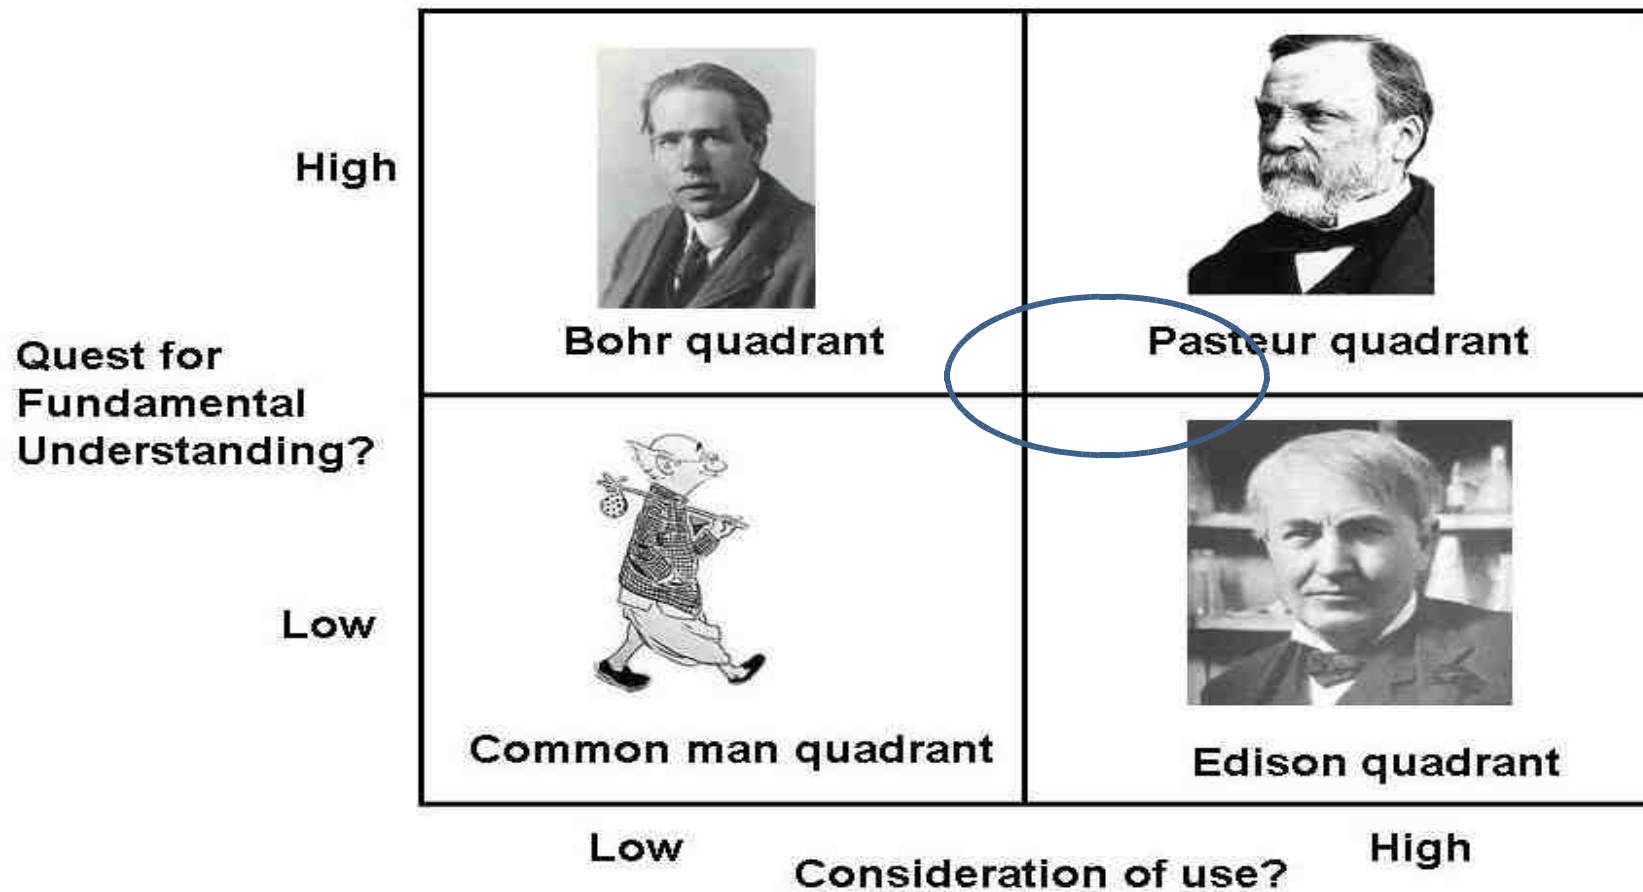 High
Bohr quadrant
Pasteur quadrant
Quest for
Fundamental
Understanding?
Low
Common man quadrant
Edison quadrant
Low
High
Consideration of use?